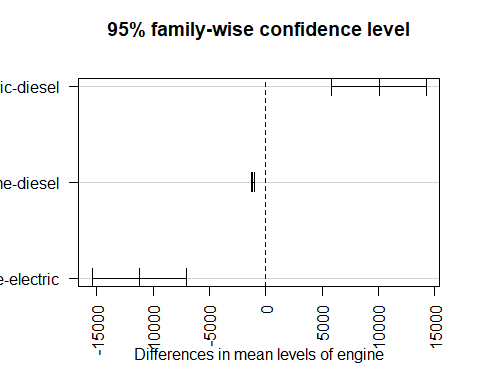 95% family-wise confidence level
ic-diesel
ne-diesel
e-electric
-15000
-10000
-5000
0
5000
10000
15000
Differences in mean levels of engine